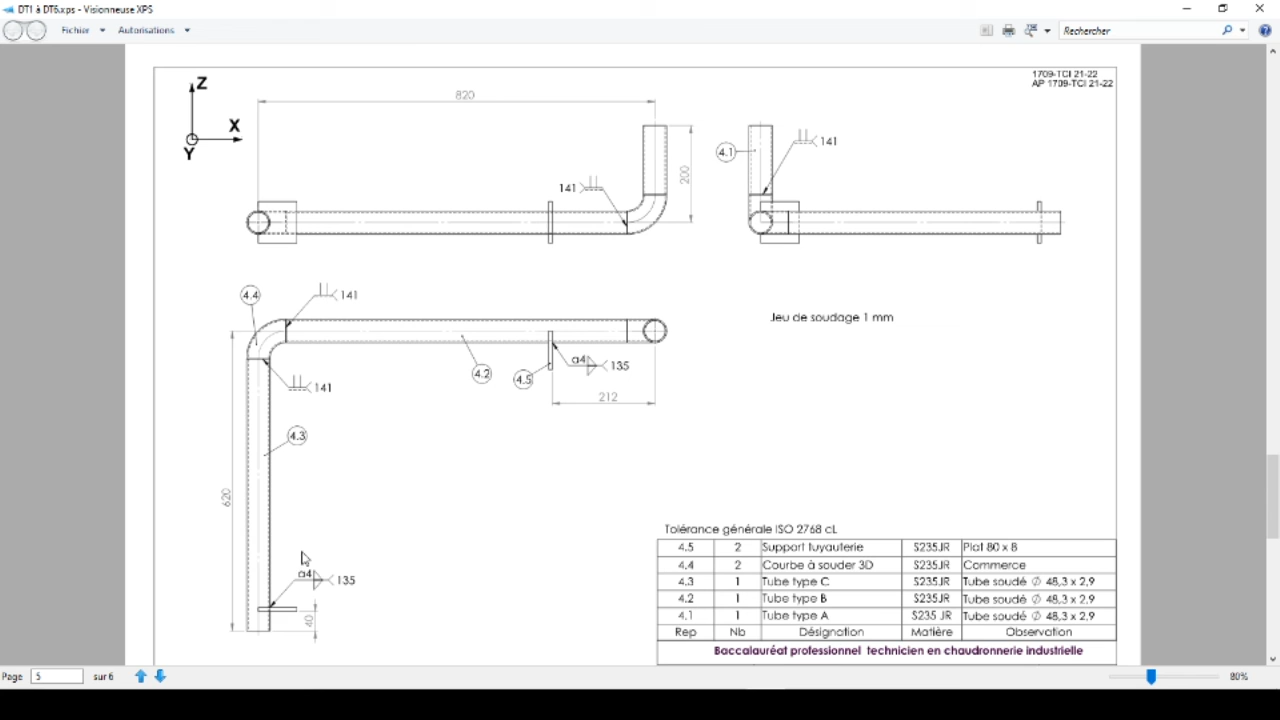 DT1 à DT6.xps - Visionneuse XPS
Fichier Autorisations Rechercher
1709-TCI 21-22
AP 1709-TCI 21-22
Z
X
Y
820
200
141
4.1
141
4.4
141
Jeu de soudage 1 mm
a4 135
4.2
4.5
141
212
4.3
620
a4 135
40
Tolérance générale ISO 2768 cL
4.5 2 Support tuyauterie S235JR Plat 80 x 8
4.4 2 Courbe à souder 3D S235JR Commerce
4.3 1 Tube type C S235JR Tube soudé ∅ 48,3 x 2,9
4.2 1 Tube type B S235JR Tube soudé ∅ 48,3 x 2,9
4.1 1 Tube type A S235 JR Tube soudé ∅ 48,3 x 2,9
Rep Nb Désignation Matière Observation
Baccalauréat professionnel technicien en chaudronnerie industrielle
Page 5 sur 6 80%